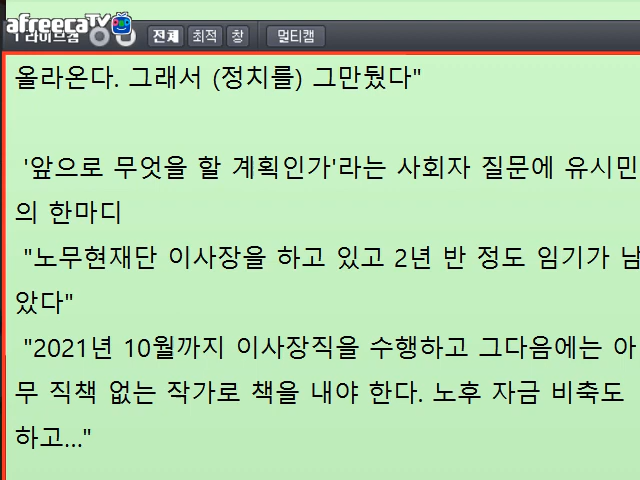 afreecaTV
라이브캠 전체 최적 창 멀티캠
올라온다. 그래서 (정치를) 그만뒀다"
'앞으로 무엇을 할 계획인가'라는 사회자 질문에 유시민
의 한마디
"노무현재단 이사장을 하고 있고 2년 반 정도 임기가 남
았다"
"2021년 10월까지 이사장직을 수행하고 그다음에는 아
무 직책 없는 작가로 책을 내야 한다. 노후 자금 비축도
하고..."